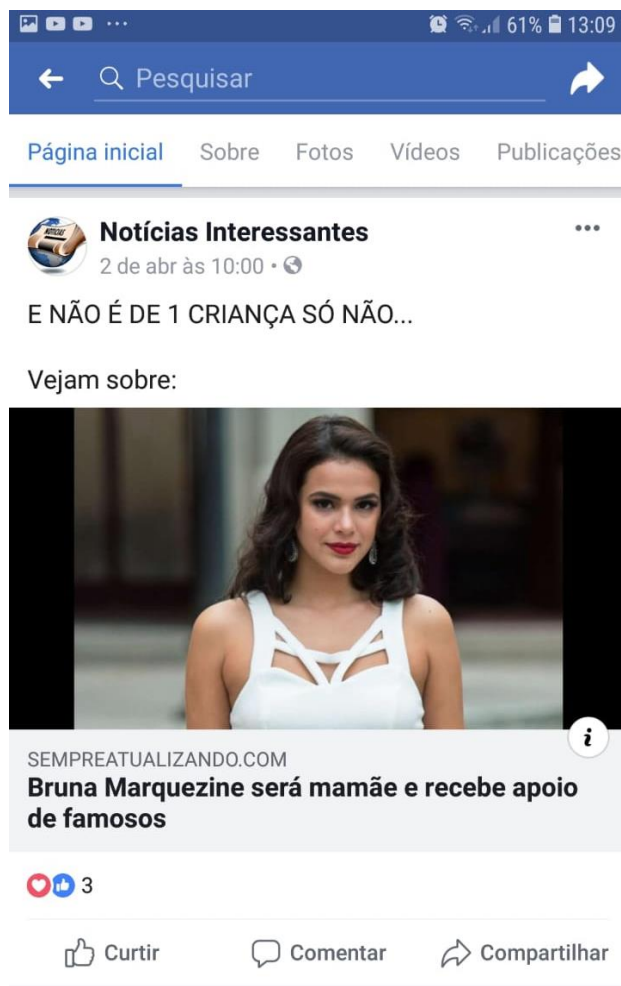 61% 13:09
Pesquisar
Página inicial Sobre Fotos Vídeos Publicações
NOTICIAS
Notícias Interessantes
2 de abr às 10:00
E NÃO É DE 1 CRIANÇA SÓ NÃO...
Vejam sobre:
SEMPREATUALIZANDO.COM
Bruna Marquezine será mamãe e recebe apoio
de famosos
3
Curtir Comentar Compartilhar